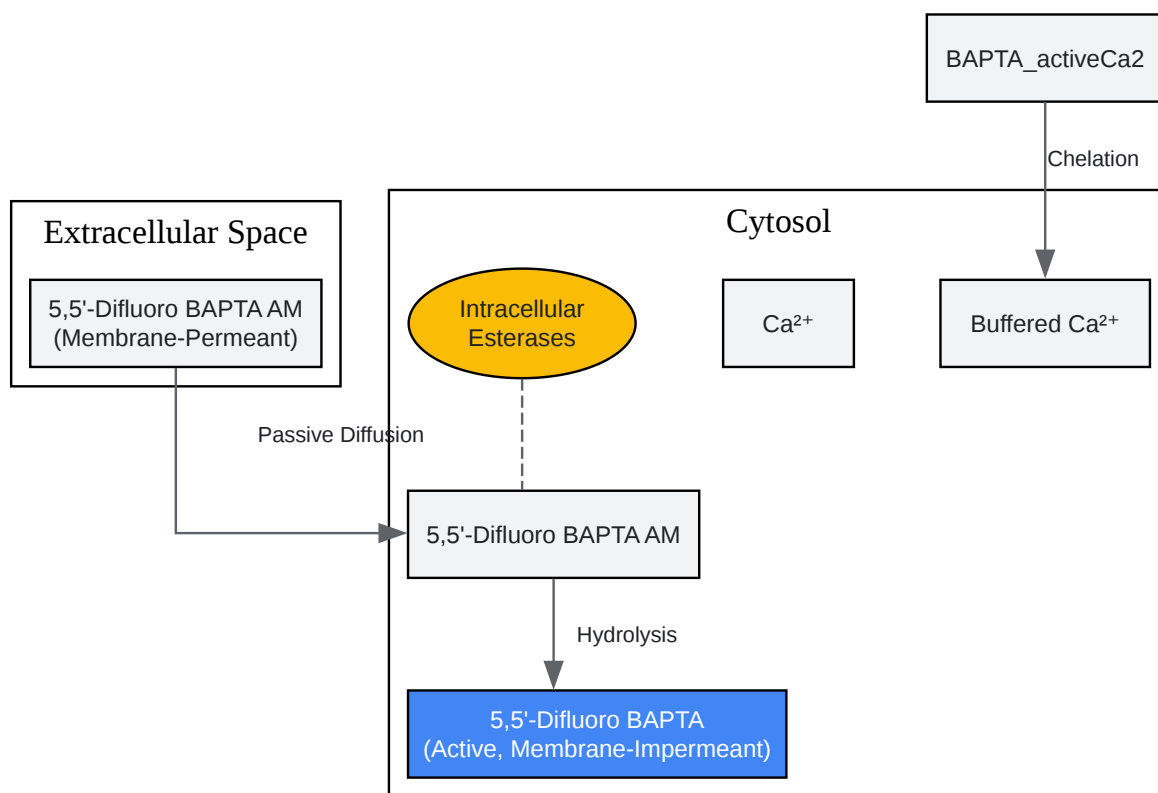 BAPTA_activeCa2
Chelation
Extracellular Space
Cytosol
5,5'-Difluoro BAPTA AM
(Membrane-Permeant)
Intracellular
Esterases
Ca²⁺
Buffered Ca²⁺
Passive Diffusion
5,5'-Difluoro BAPTA AM
Hydrolysis
5,5'-Difluoro BAPTA
(Active, Membrane-Impermeant)